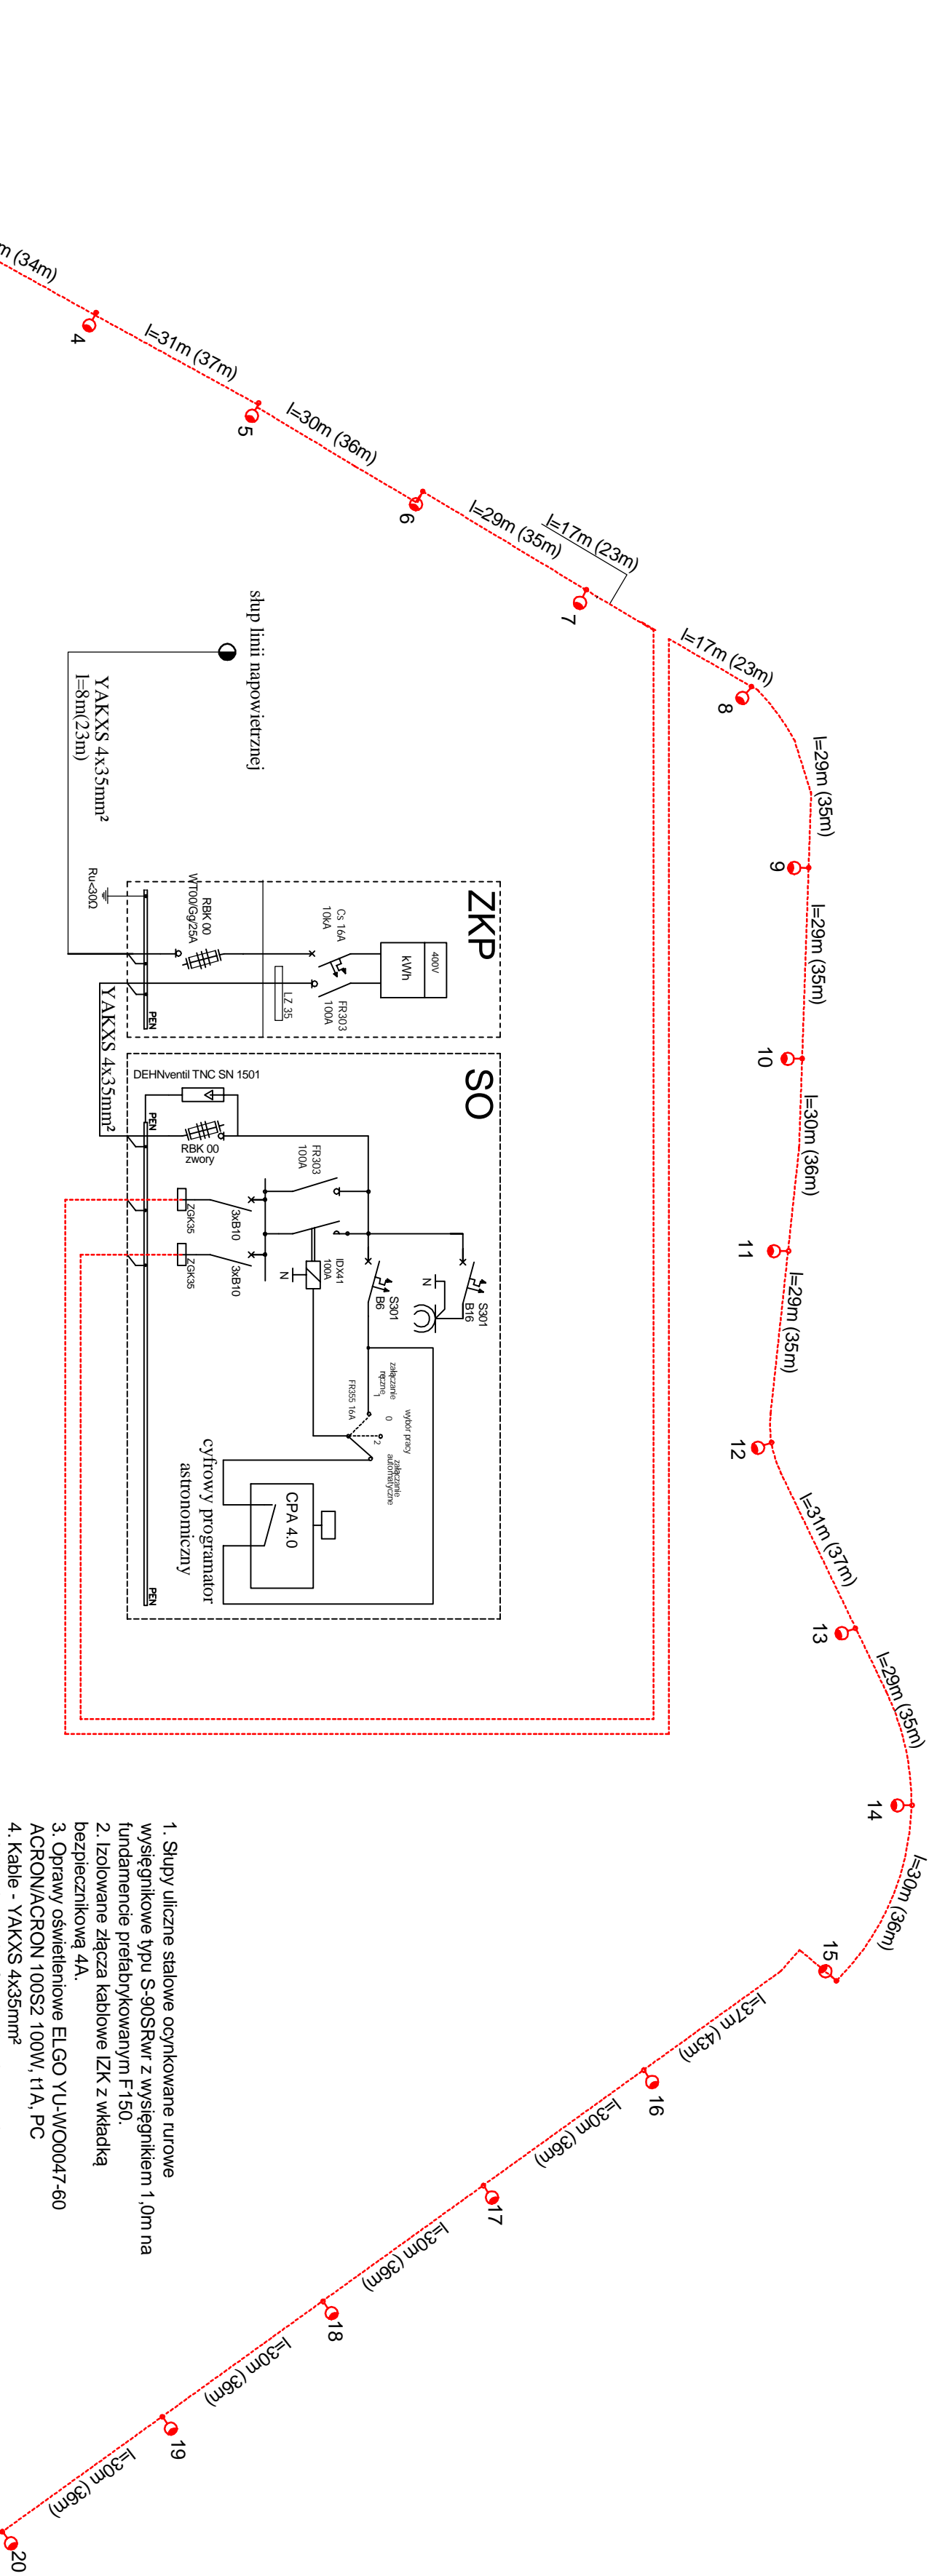 m (34m)
4
l=31m (37m)
5
l=30m (36m)
6
l=29m (35m)
7
l=17m (23m)
l=17m (23m)
8
l=29m (35m)
9
l=29m (35m)
10
l=30m (36m)
11
l=29m (35m)
12
l=31m (37m)
13
l=29m (35m)
14
l=30m (36m)
15
l=37m (43m)
16
l=30m (36m)
17
l=30m (36m)
18
l=30m (36m)
19
l=30m (36m)
20
słup linii napowietrznej
YAKXS 4x35mm²
l=8m(23m)
ZKP
400V
kWh
Cs 16A
10kA
FR303
100A
LZ 35
RBK 00
WT00/Gg/25A
Ru<30Ω
PEN
YAKXS 4x35mm²
SO
DEHNventil TNC SN 1501
PEN
RBK 00
zwory
FR303
100A
3xB10
ZGK35
3xB10
ZGK35
IDX41
100A
N
S301
B6
S301
B16
N
załączanie
ręczne
1
0
wybór pracy
2
załączanie
automatyczne
FR355 16A
CPA 4.0
cyfrowy programator
astronomiczny
PEN
1. Słupy uliczne stalowe ocynkowane rurowe
wysięgnikowe typu S-90SRwr z wysięgnikiem 1,0m na
fundamencie prefabrykowanym F150.
2. Izolowane złącza kablowe IZK z wkładką
bezpiecznikową 4A.
3. Oprawy oświetleniowe ELGO YU-WO0047-60
ACRON/ACRON 100S2 100W, t1A, PC
4. Kable - YAKXS 4x35mm²